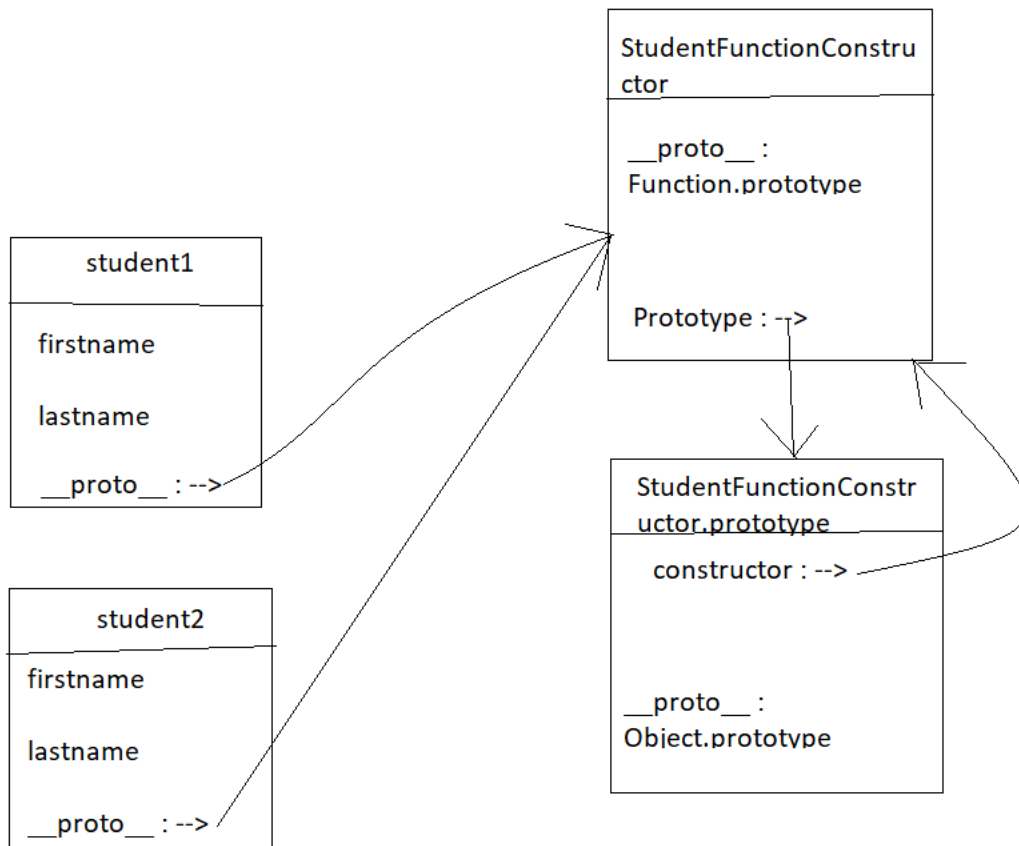 StudentFunctionConstru
ctor
__proto__ :
Function.prototype
Prototype : -->
student1
firstname
lastname
__proto__ : -->
StudentFunctionConstr
uctor.prototype
constructor : -->
__proto__ :
Object.prototype
student2
firstname
lastname
__proto__ : -->